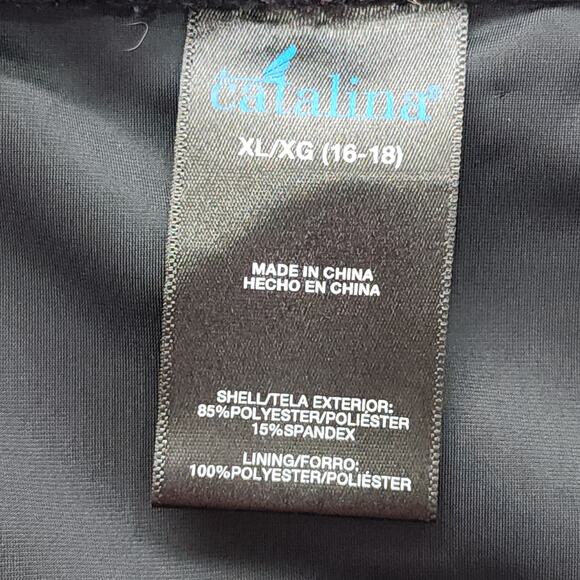 catalina®
XL/XG (16-18)
MADE IN CHINA
HECHO EN CHINA
SHELL/TELA EXTERIOR:
85%POLYESTER/POLIÉSTER
15%SPANDEX
LINING/FORRO:
100%POLYESTER/POLIÉSTER